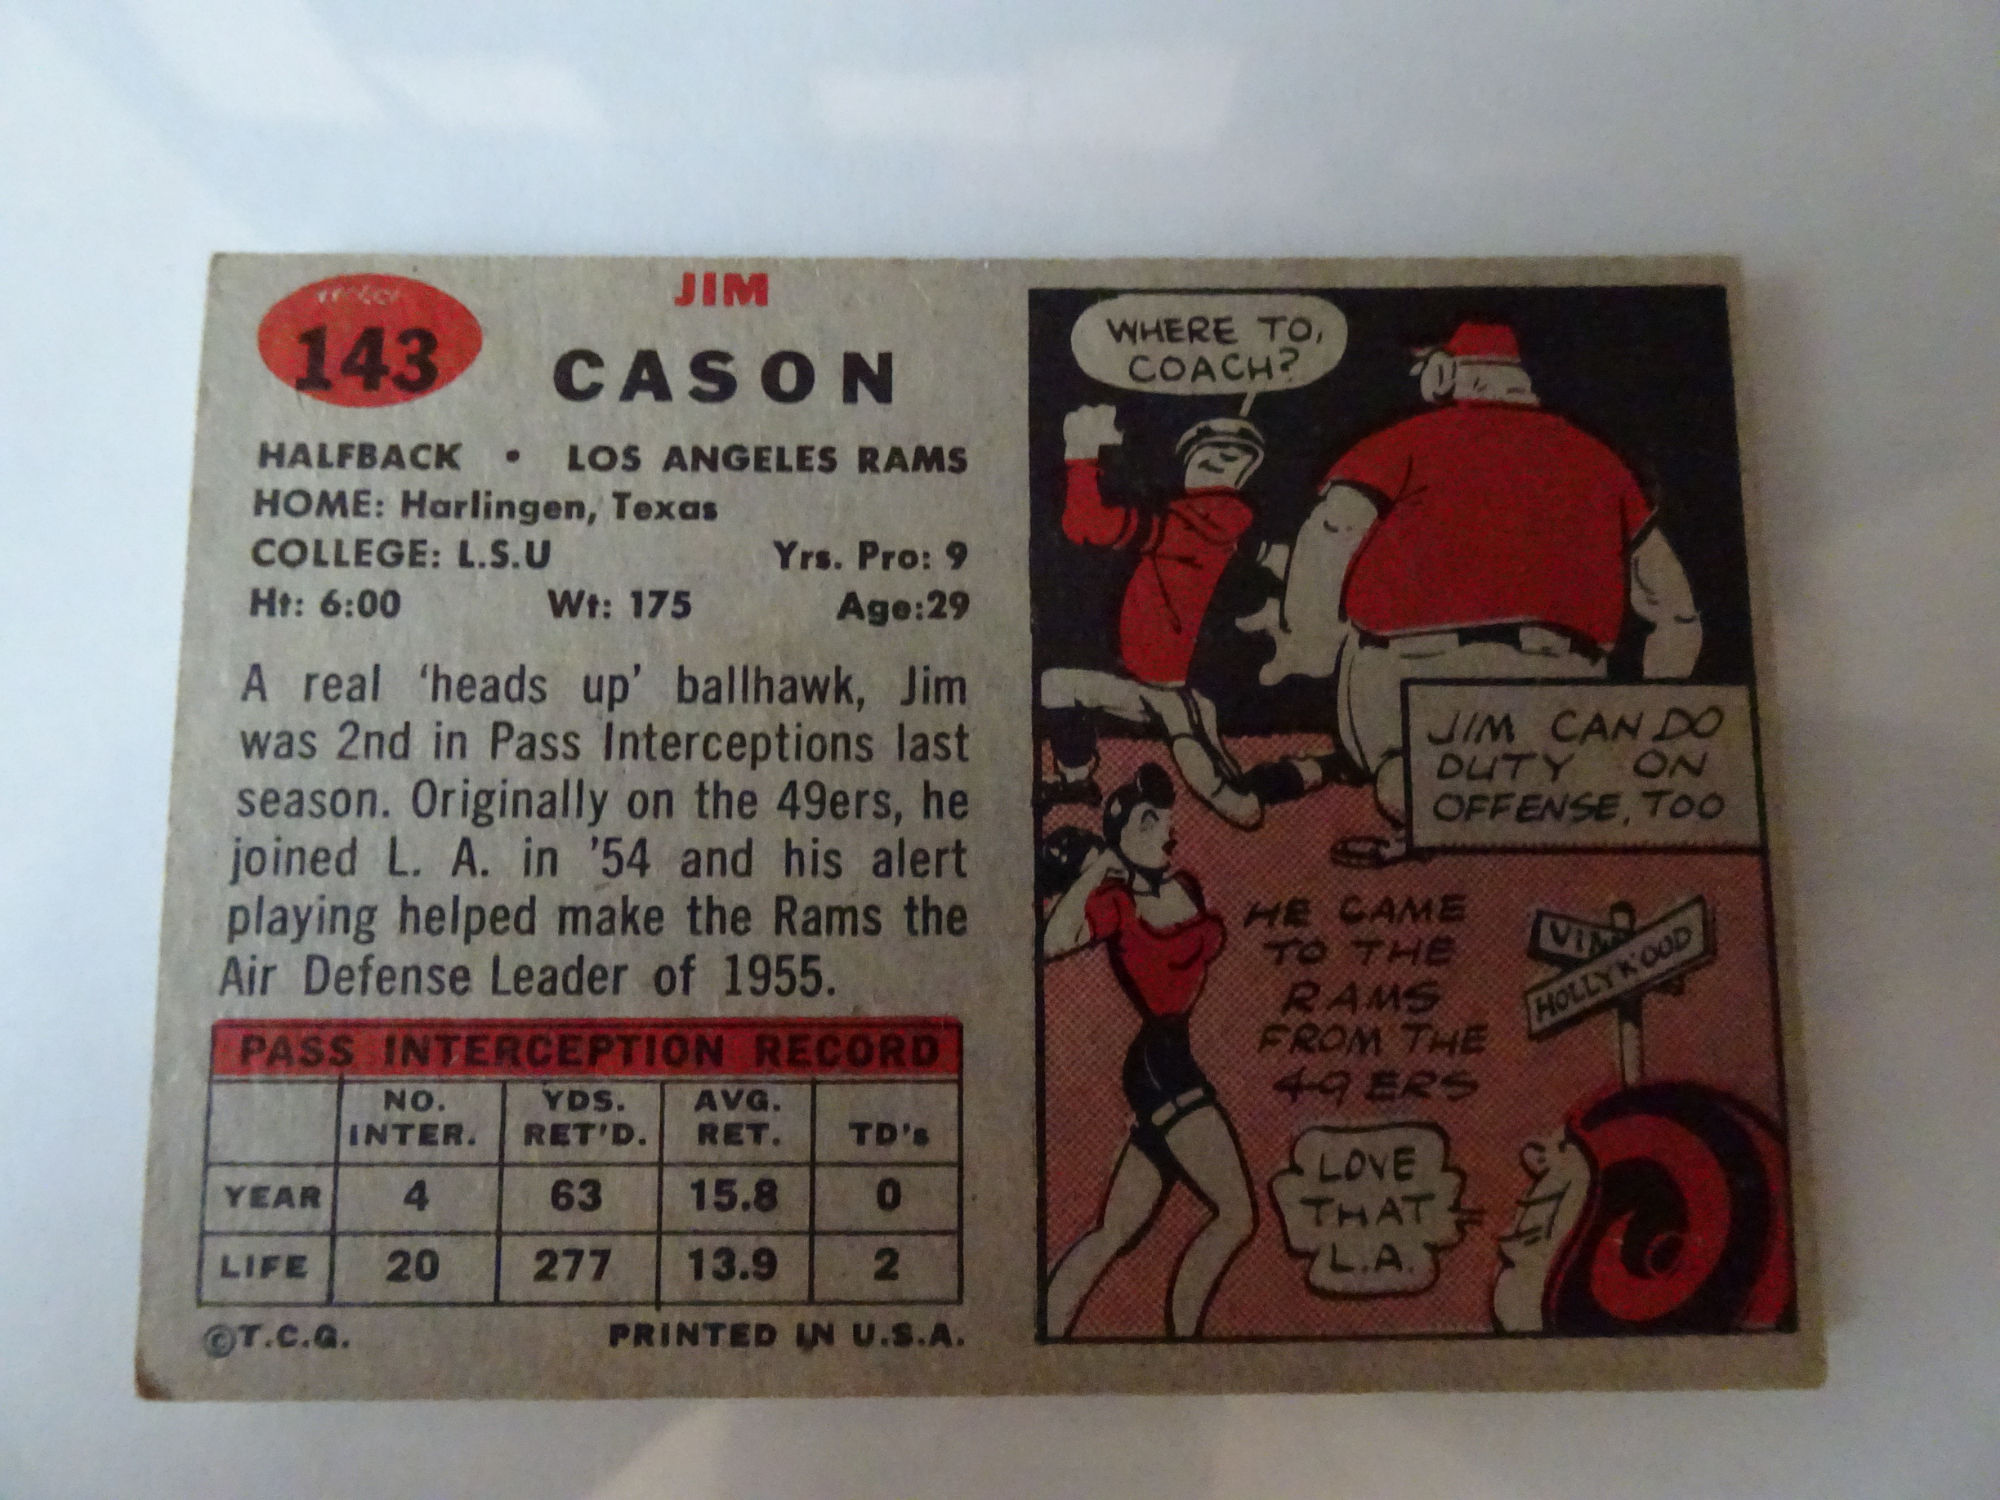 143
JIM
CASON
HALFBACK • LOS ANGELES RAMS
HOME: Harlingen, Texas
COLLEGE: L.S.U Yrs. Pro: 9
Ht: 6:00 Wt: 175 Age:29
A real 'heads up' ballhawk, Jim
was 2nd in Pass Interceptions last
season. Originally on the 49ers, he
joined L. A. in '54 and his alert
playing helped make the Rams the
Air Defense Leader of 1955.
PASS INTERCEPTION RECORD
NO. INTER. YDS. RET'D. AVG. RET. TD's
YEAR 4 63 15.8 0
LIFE 20 277 13.9 2
©T.C.G. PRINTED IN U.S.A.
WHERE TO,
COACH?
JIM CAN DO
DUTY ON
OFFENSE, TOO
HE CAME
TO THE
RAMS
FROM THE
49ERS
HOLLYWOOD
LOVE
THAT
L.A.